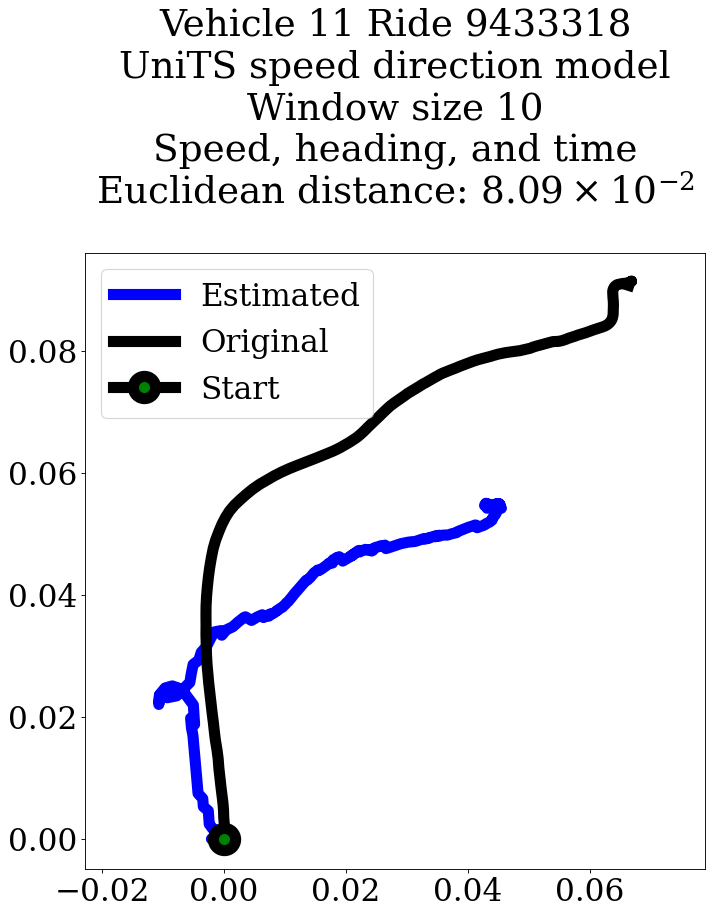 Vehicle 11 Ride 9433318
UniTS speed direction model
Window size 10
Speed, heading, and time
Euclidean distance: 8.09 × 10⁻²
Estimated
Original
Start
0.08
0.06
0.04
0.02
0.00
−0.02 0.00 0.02 0.04 0.06